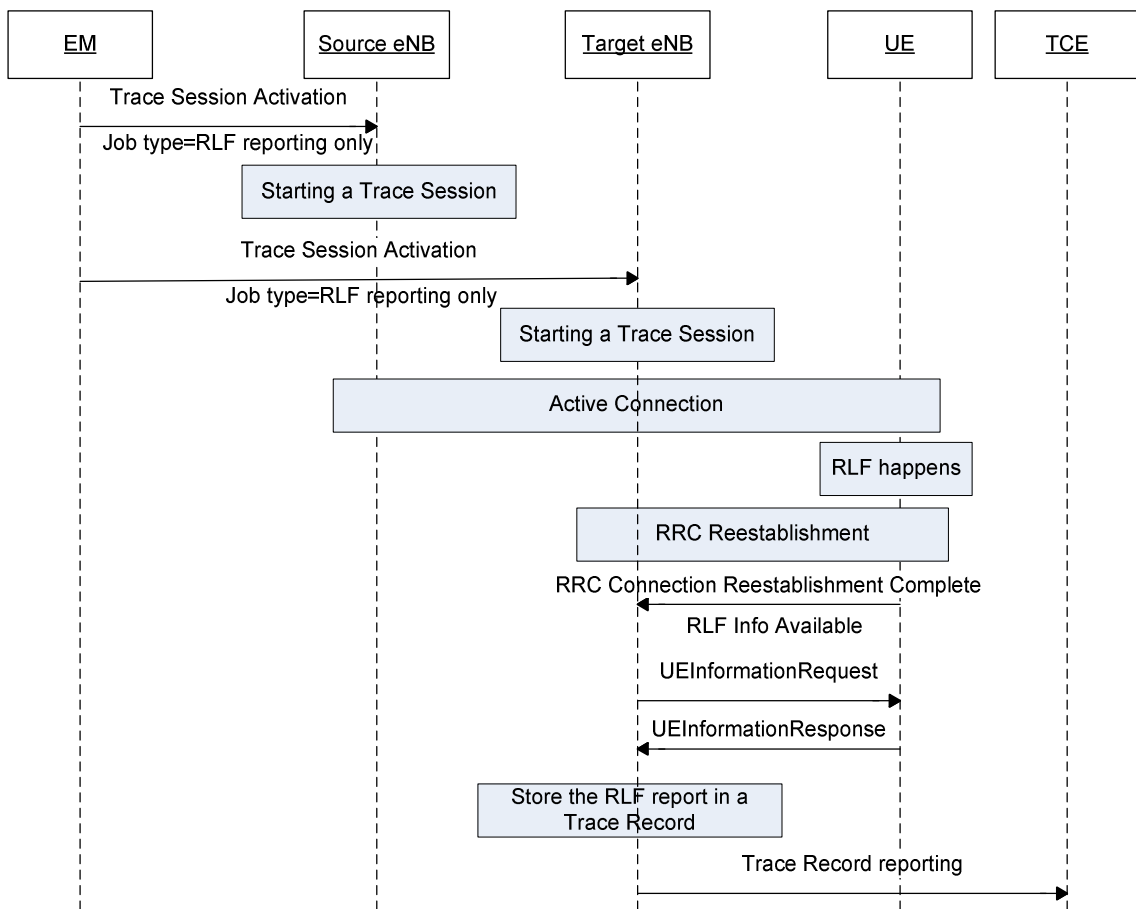 EM
Source eNB
Target eNB
UE
TCE
Trace Session Activation
Job type=RLF reporting only
Starting a Trace Session
Trace Session Activation
Job type=RLF reporting only
Starting a Trace Session
Active Connection
RLF happens
RRC Reestablishment
RRC Connection Reestablishment Complete
RLF Info Available
UEInformationRequest
UEInformationResponse
Store the RLF report in a
Trace Record
Trace Record reporting